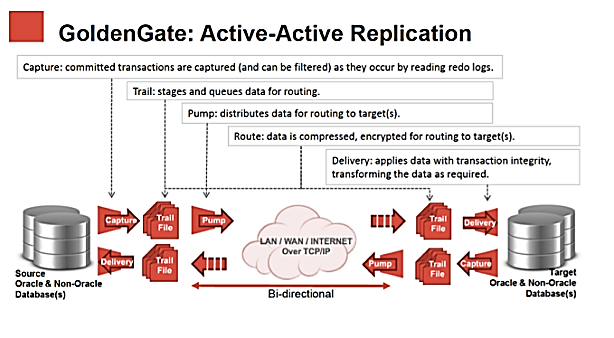 GoldenGate: Active-Active Replication
Capture: committed transactions are captured (and can be filtered) as they occur by reading redo logs.
Trail: stages and queues data for routing.
Pump: distributes data for routing to target(s).
Route: data is compressed, encrypted for routing to target(s).
Delivery: applies data with transaction integrity,
transforming the data as required.
Capture
Trail
File
Pump
LAN / WAN / INTERNET
Over TCP/IP
Trail
File
Delivery
Delivery
Trail
File
Pump
Trail
File
Capture
Source
Oracle & Non-Oracle
Database(s)
Bi-directional
Target
Oracle & Non-Oracle
Database(s)